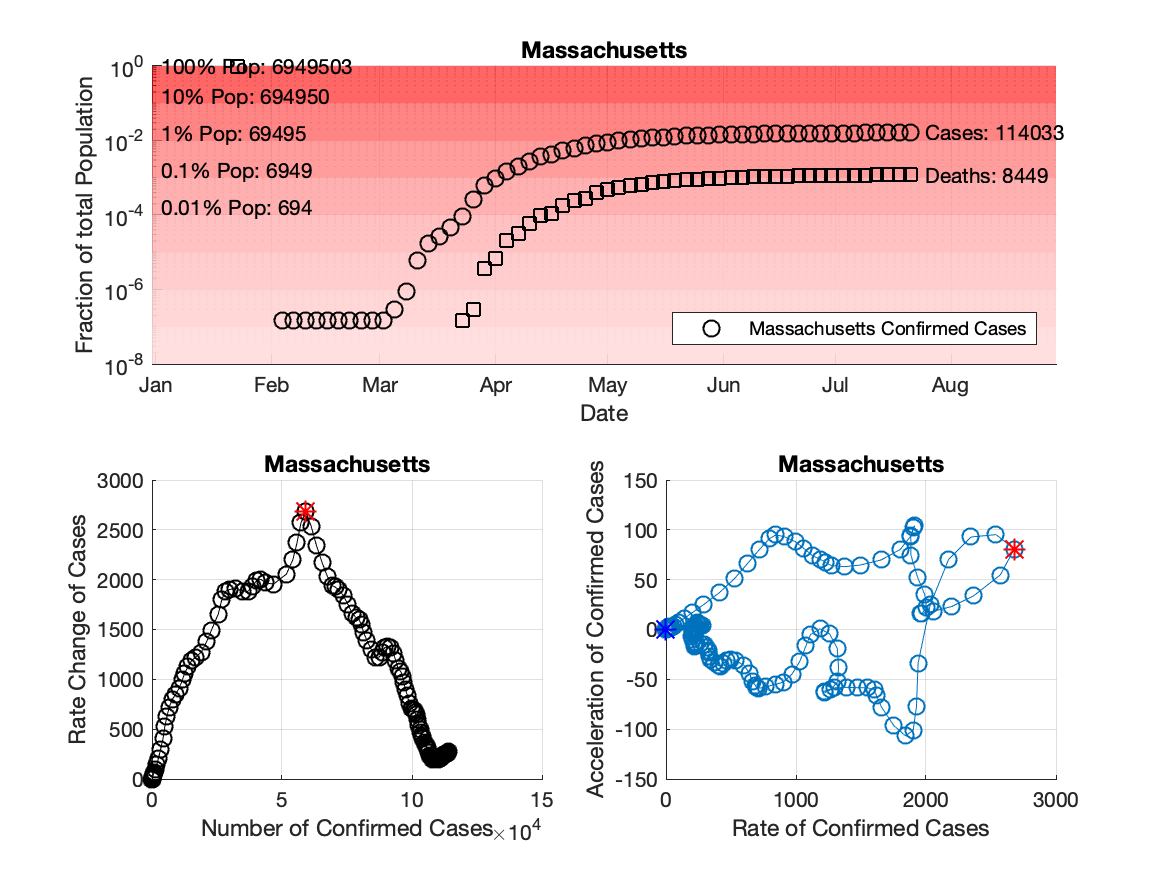 Massachusetts
10^0
10^-2
10^-4
10^-6
10^-8
Fraction of total Population
100% Pop: 6949503
10% Pop: 694950
1% Pop: 69495
0.1% Pop: 6949
0.01% Pop: 694
Cases: 114033
Deaths: 8449
Massachusetts Confirmed Cases
Jan Feb Mar Apr May Jun Jul Aug
Date
Massachusetts
3000
2500
2000
1500
1000
500
0
Rate Change of Cases
0 5 10 15
Number of Confirmed Cases ×10^4
Massachusetts
150
100
50
0
-50
-100
-150
Acceleration of Confirmed Cases
0 1000 2000 3000
Rate of Confirmed Cases